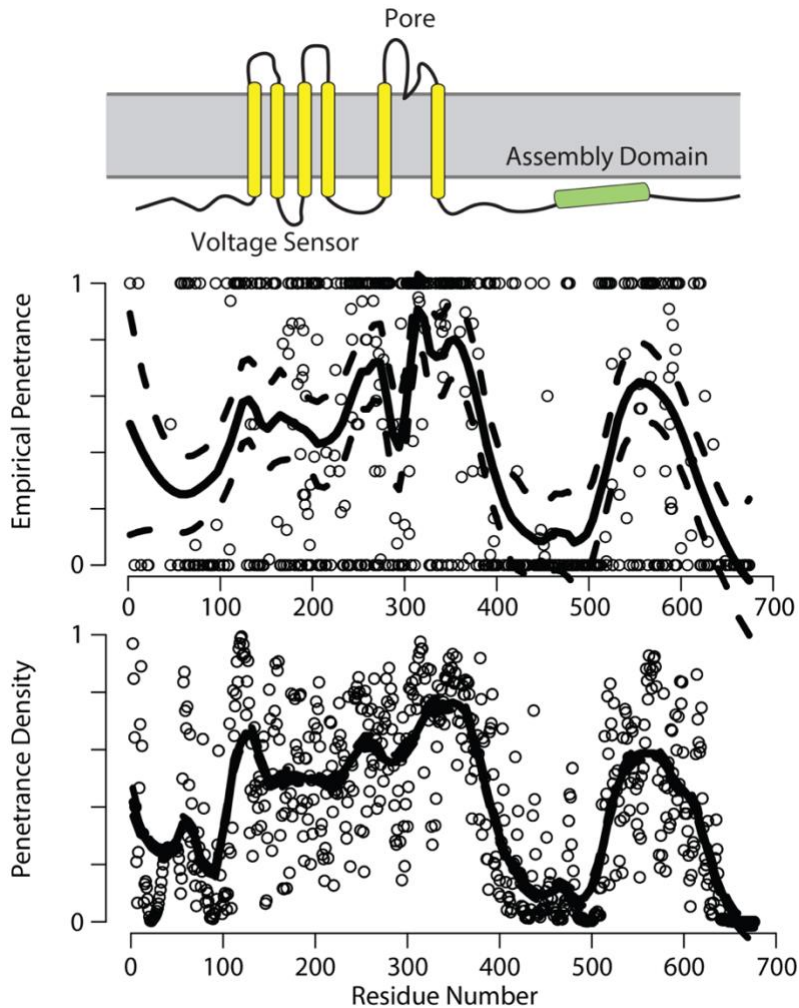 Pore
Assembly Domain
Voltage Sensor
Empirical Penetrance
1
0
0 100 200 300 400 500 600 700
Penetrance Density
1
0
0 100 200 300 400 500 600 700
Residue Number